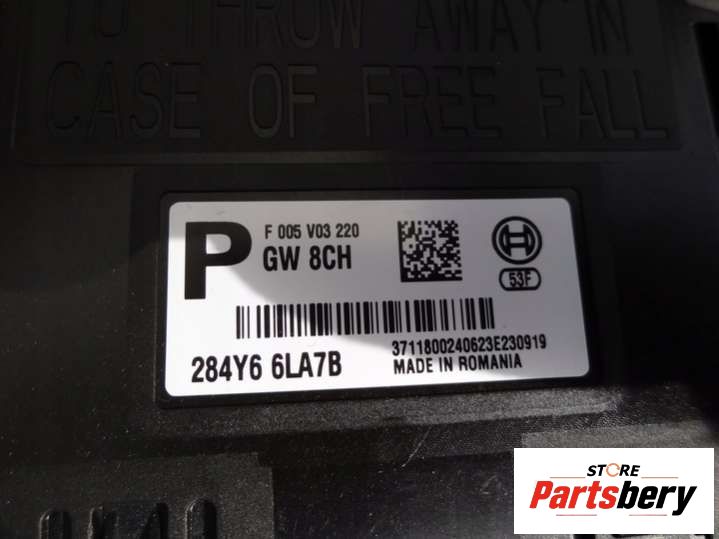 TO THROW AWAY IN
CASE OF FREE FALL
P
F 005 V03 220
GW 8CH
53F
284Y6 6LA7B
3711800240623E230919
MADE IN ROMANIA
STORE
Partsbery